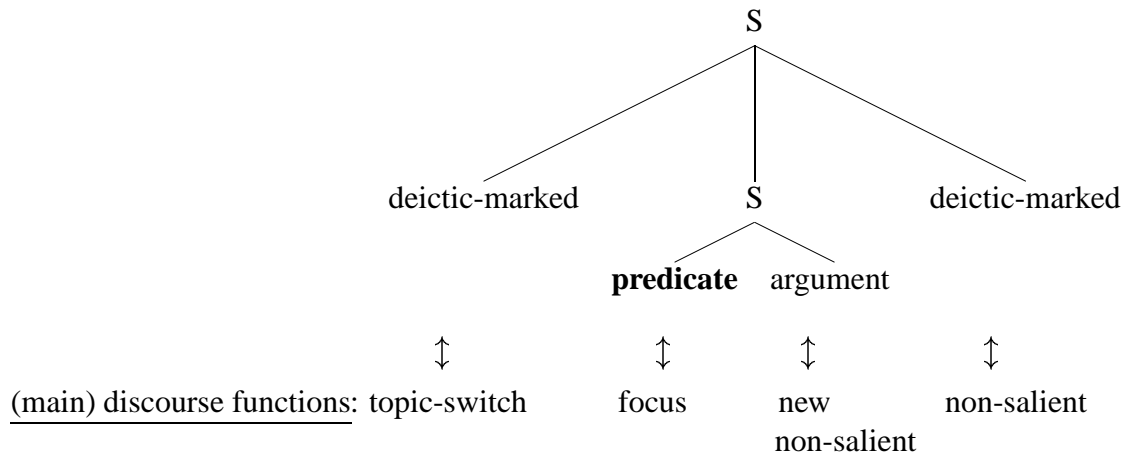 S
deictic-marked S deictic-marked
predicate argument
↕ ↕ ↕ ↕
(main) discourse functions: topic-switch focus new non-salient
non-salient